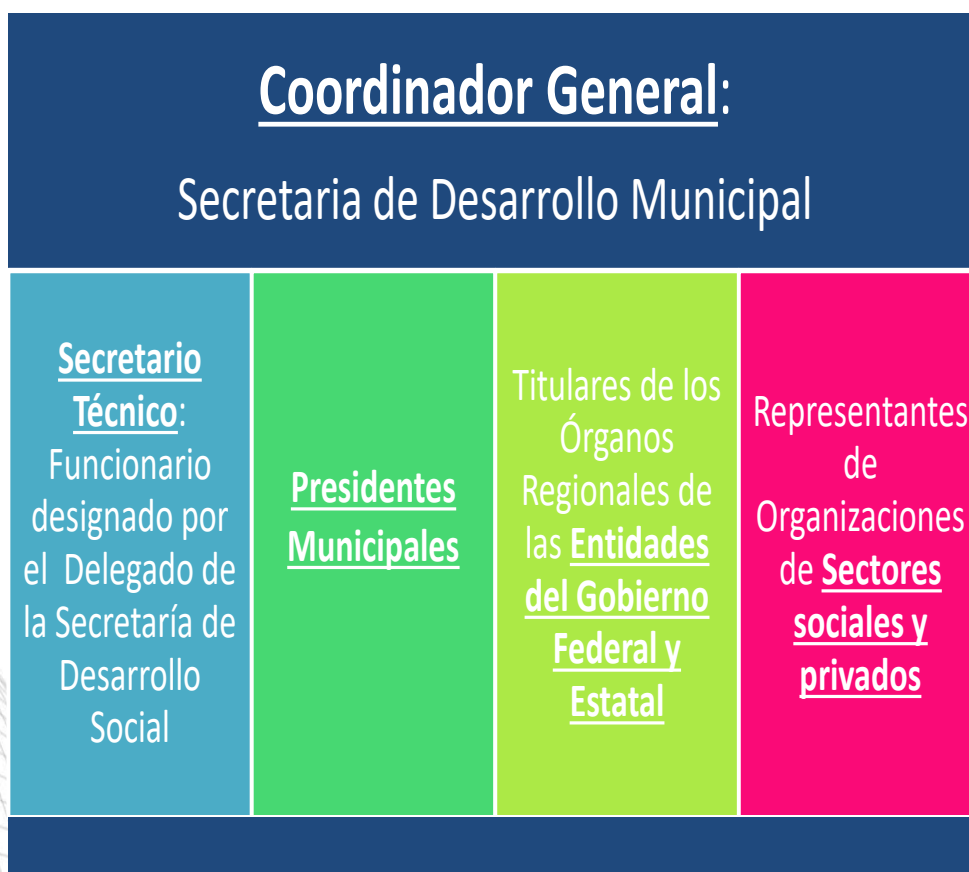 Coordinador General:
Secretaria de Desarrollo Municipal
Secretario
Técnico:
Funcionario
designado por
el Delegado de
la Secretaría de
Desarrollo
Social
Presidentes
Municipales
Titulares de los
Órganos
Regionales de
las Entidades
del Gobierno
Federal y
Estatal
Representantes
de
Organizaciones
de Sectores
sociales y
privados